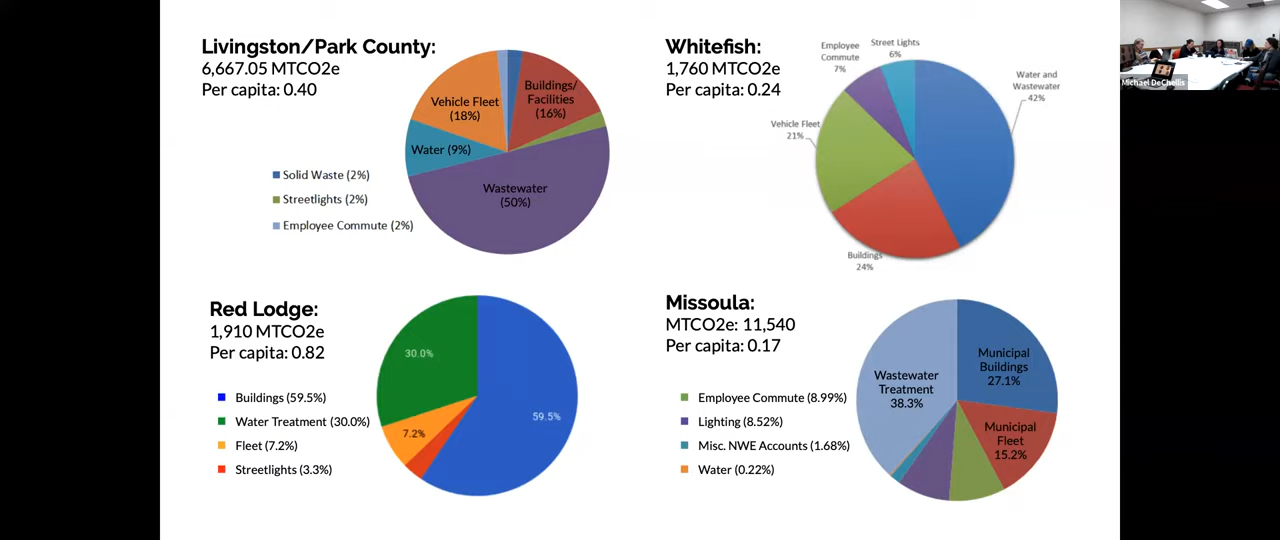 Livingston/Park County:
6,667.05 MTCO2e
Per capita: 0.40
Vehicle Fleet
(18%)
Buildings/
Facilities
(16%)
Water (9%)
Wastewater
(50%)
Solid Waste (2%)
Streetlights (2%)
Employee Commute (2%)
Whitefish:
1,760 MTCO2e
Per capita: 0.24
Employee
Commute
7%
Street Lights
6%
Water and
Wastewater
42%
Vehicle Fleet
21%
Buildings
24%
Michael DeChellis
Red Lodge:
1,910 MTCO2e
Per capita: 0.82
30.0%
59.5%
7.2%
Buildings (59.5%)
Water Treatment (30.0%)
Fleet (7.2%)
Streetlights (3.3%)
Missoula:
MTCO2e: 11,540
Per capita: 0.17
Wastewater
Treatment
38.3%
Municipal
Buildings
27.1%
Municipal
Fleet
15.2%
Employee Commute (8.99%)
Lighting (8.52%)
Misc. NWE Accounts (1.68%)
Water (0.22%)